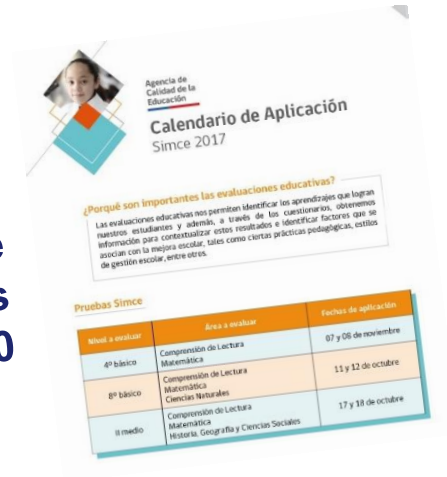 Agencia de
Calidad de la
Educación
Calendario de Aplicación
Simce 2017
¿Porqué son importantes las evaluaciones educativas?
Las evaluaciones educativas nos permiten identificar los aprendizajes que logran
nuestros estudiantes y además, a través de los cuestionarios, obtenemos
información para contextualizar estos resultados e identificar factores que se
asocian con la mejora escolar, tales como ciertas prácticas pedagógicas, estilos
de gestión escolar, entre otros.
e
s
0
Pruebas Simce
Nivel a evaluar Área a evaluar Fechas de aplicación
4º básico Comprensión de Lectura
Matemática 07 y 08 de noviembre
8º básico Comprensión de Lectura
Matemática
Ciencias Naturales 11 y 12 de octubre
II medio Comprensión de Lectura
Matemática
Historia, Geografía y Ciencias Sociales 17 y 18 de octubre